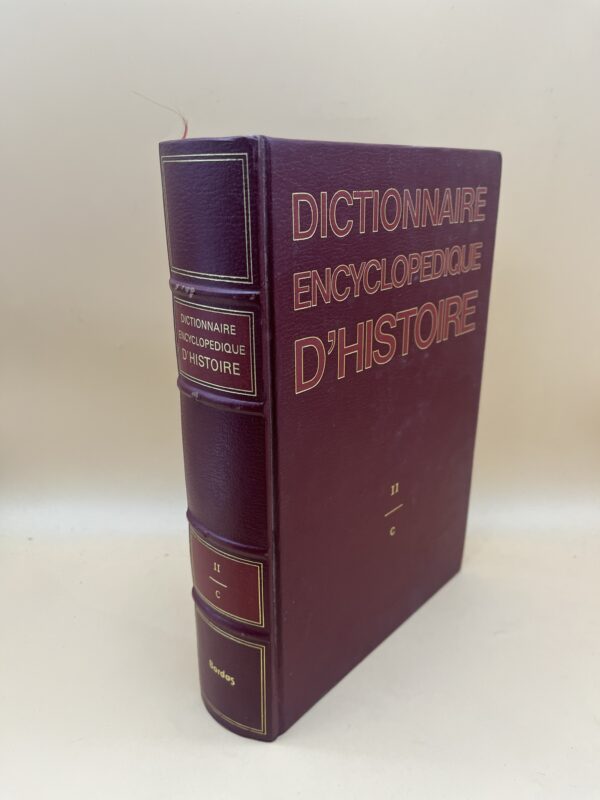 DICTIONNAIRE
ENCYCLOPEDIQUE
D'HISTOIRE
II
C
Bordas
DICTIONNAIRE
ENCYCLOPEDIQUE
D'HISTOIRE
II
C